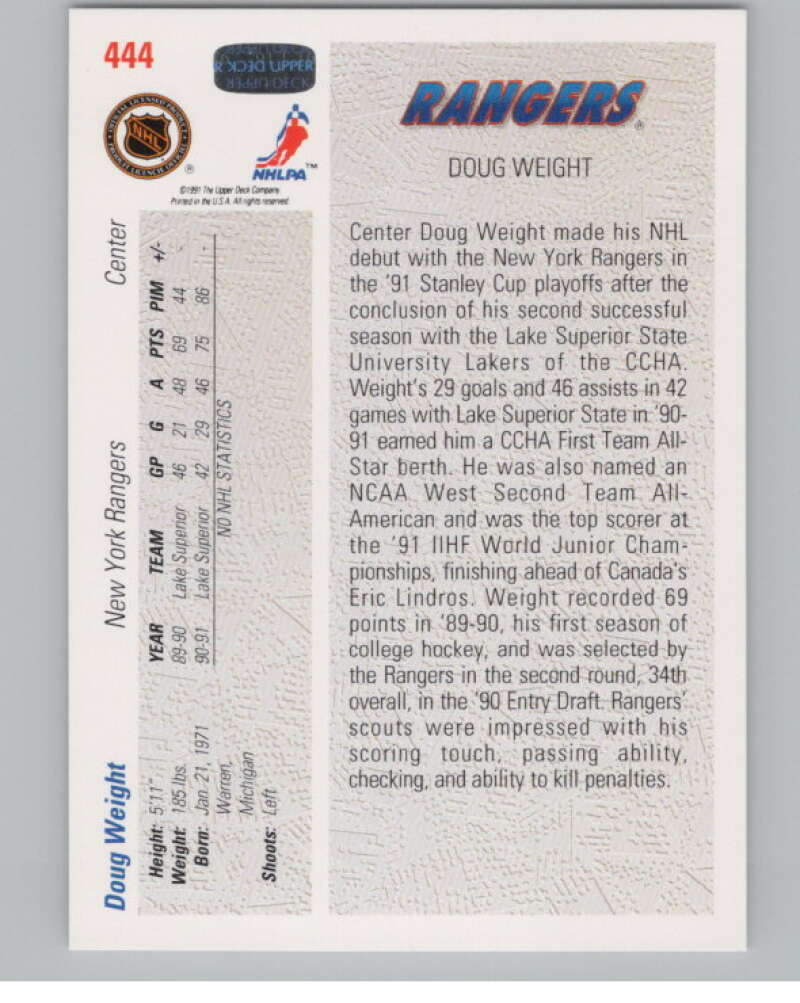 444
UPPER DECK UPPER
UPPER DECK
NHL
®
NHLPA™
©1991 The Upper Deck Company
Printed in the U.S.A. All rights reserved.
RANGERS®
DOUG WEIGHT
Center Doug Weight made his NHL
debut with the New York Rangers in
the '91 Stanley Cup playoffs after the
conclusion of his second successful
season with the Lake Superior State
University Lakers of the CCHA.
Weight's 29 goals and 46 assists in 42
games with Lake Superior State in '90-
91 earned him a CCHA First Team All-
Star berth. He was also named an
NCAA West Second Team All-
American and was the top scorer at
the '91 IIHF World Junior Cham-
pionships, finishing ahead of Canada's
Eric Lindros. Weight recorded 69
points in '89-90, his first season of
college hockey, and was selected by
the Rangers in the second round, 34th
overall, in the '90 Entry Draft. Rangers'
scouts were impressed with his
scoring touch, passing ability,
checking, and ability to kill penalties.
Doug Weight New York Rangers Center
Height: 5'11"
Weight: 185 lbs.
Born: Jan. 21, 1971
Warren,
Michigan
Shoots: Left
YEAR TEAM GP G A PTS PIM +/-
89-90 Lake Superior 46 21 48 69 44 -
90-91 Lake Superior 42 29 46 75 86 -
NO NHL STATISTICS